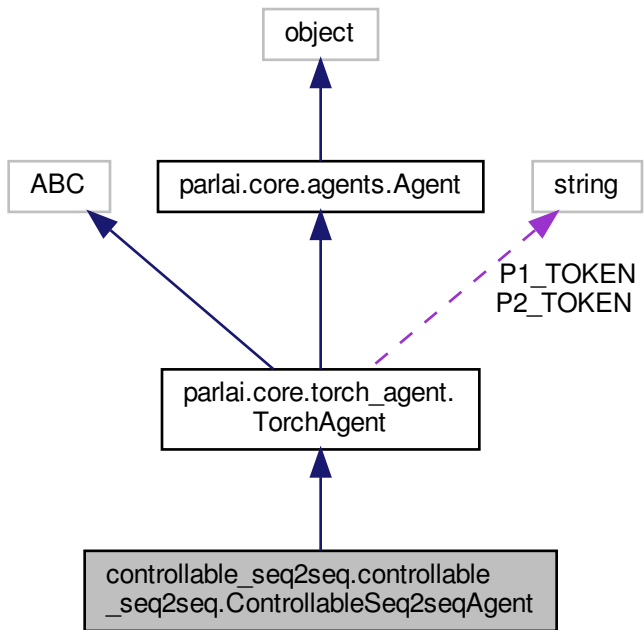 object
ABC
parlai.core.agents.Agent
string
P1_TOKEN
P2_TOKEN
parlai.core.torch_agent.
TorchAgent
controllable_seq2seq.controllable
_seq2seq.ControllableSeq2seqAgent